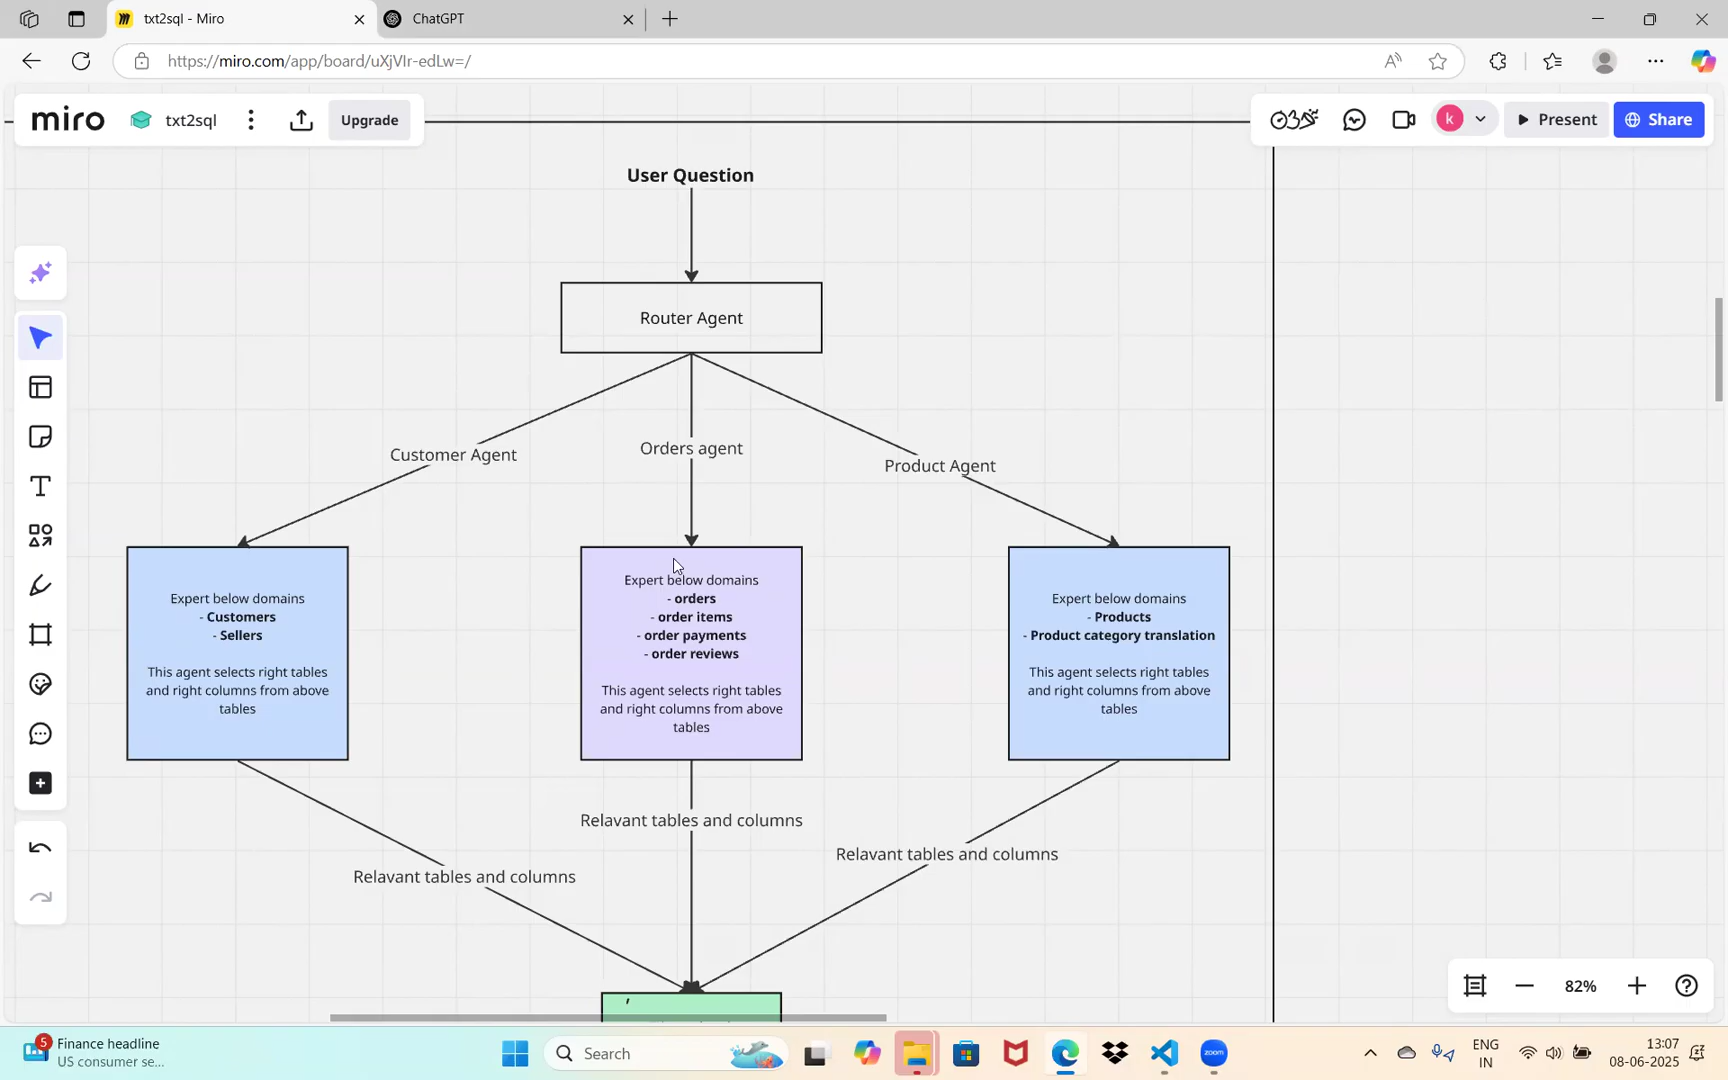 txt2sql - Miro
ChatGPT
https://miro.com/app/board/uXjVIr-edLw=/
miro
txt2sql
Upgrade
k
Present
Share
User Question
Router Agent
Customer Agent
Orders agent
Product Agent
Expert below domains
- Customers
- Sellers
This agent selects right tables
and right columns from above
tables
Expert below domains
- orders
- order items
- order payments
- order reviews
This agent selects right tables
and right columns from above
tables
Expert below domains
- Products
- Product category translation
This agent selects right tables
and right columns from above
tables
Relavant tables and columns
Relavant tables and columns
Relavant tables and columns
82%
5
Finance headline
US consumer se...
Search
zoom
ENG
IN
13:07
08-06-2025